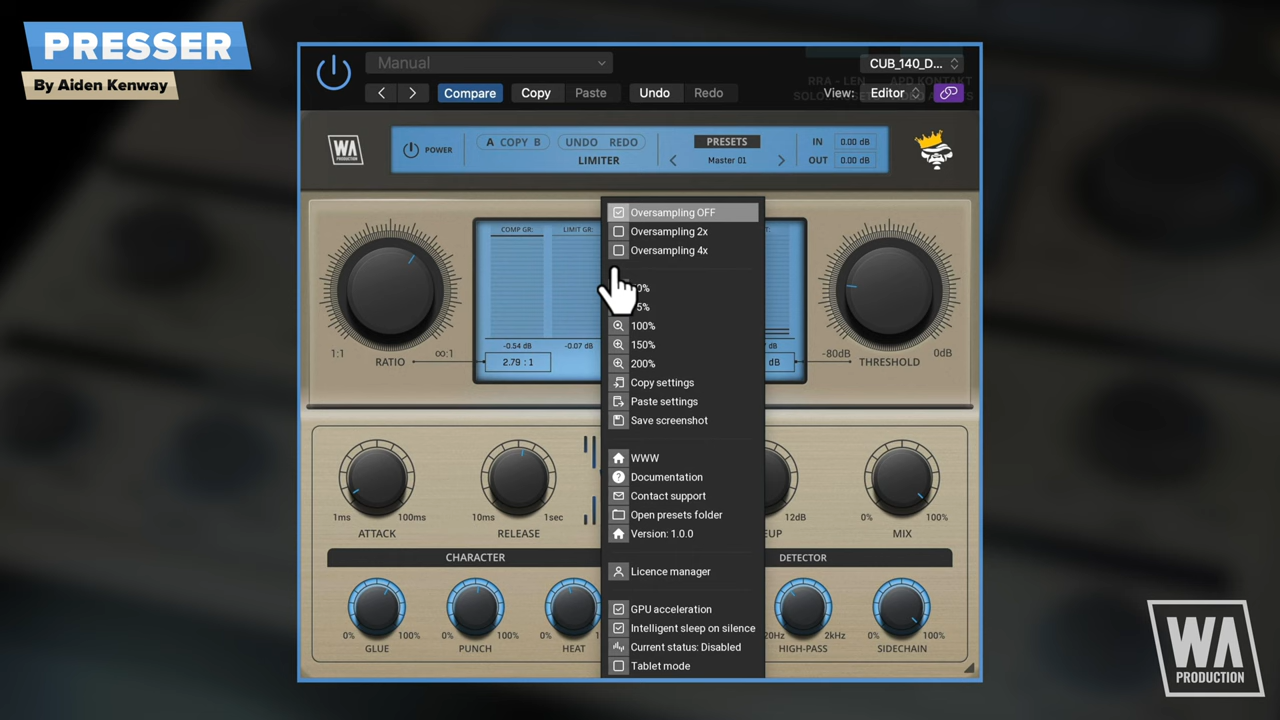 PRESSER
By Aiden Kenway
Manual
CUB_140_D...
Compare
Copy
Paste
Undo
Redo
View:
Editor
WA
PRODUCTION
POWER
A COPY B
UNDO REDO
LIMITER
PRESETS
Master 01
IN 0.00 dB
OUT 0.00 dB
COMP GR:
LIMIT GR:
-0.54 dB
-0.07 dB
2.79 : 1
dB
1:1
∞:1
RATIO
-80dB
0dB
THRESHOLD
Oversampling OFF
Oversampling 2x
Oversampling 4x
100%
150%
200%
Copy settings
Paste settings
Save screenshot
WWW
Documentation
Contact support
Open presets folder
Version: 1.0.0
Licence manager
GPU acceleration
Intelligent sleep on silence
Current status: Disabled
Tablet mode
1ms
100ms
ATTACK
10ms
1sec
RELEASE
12dB
0%
100%
MIX
CHARACTER
DETECTOR
0%
100%
GLUE
0%
100%
PUNCH
0%
HEAT
2kHz
HIGH-PASS
0%
100%
SIDECHAIN
WA
PRODUCTION